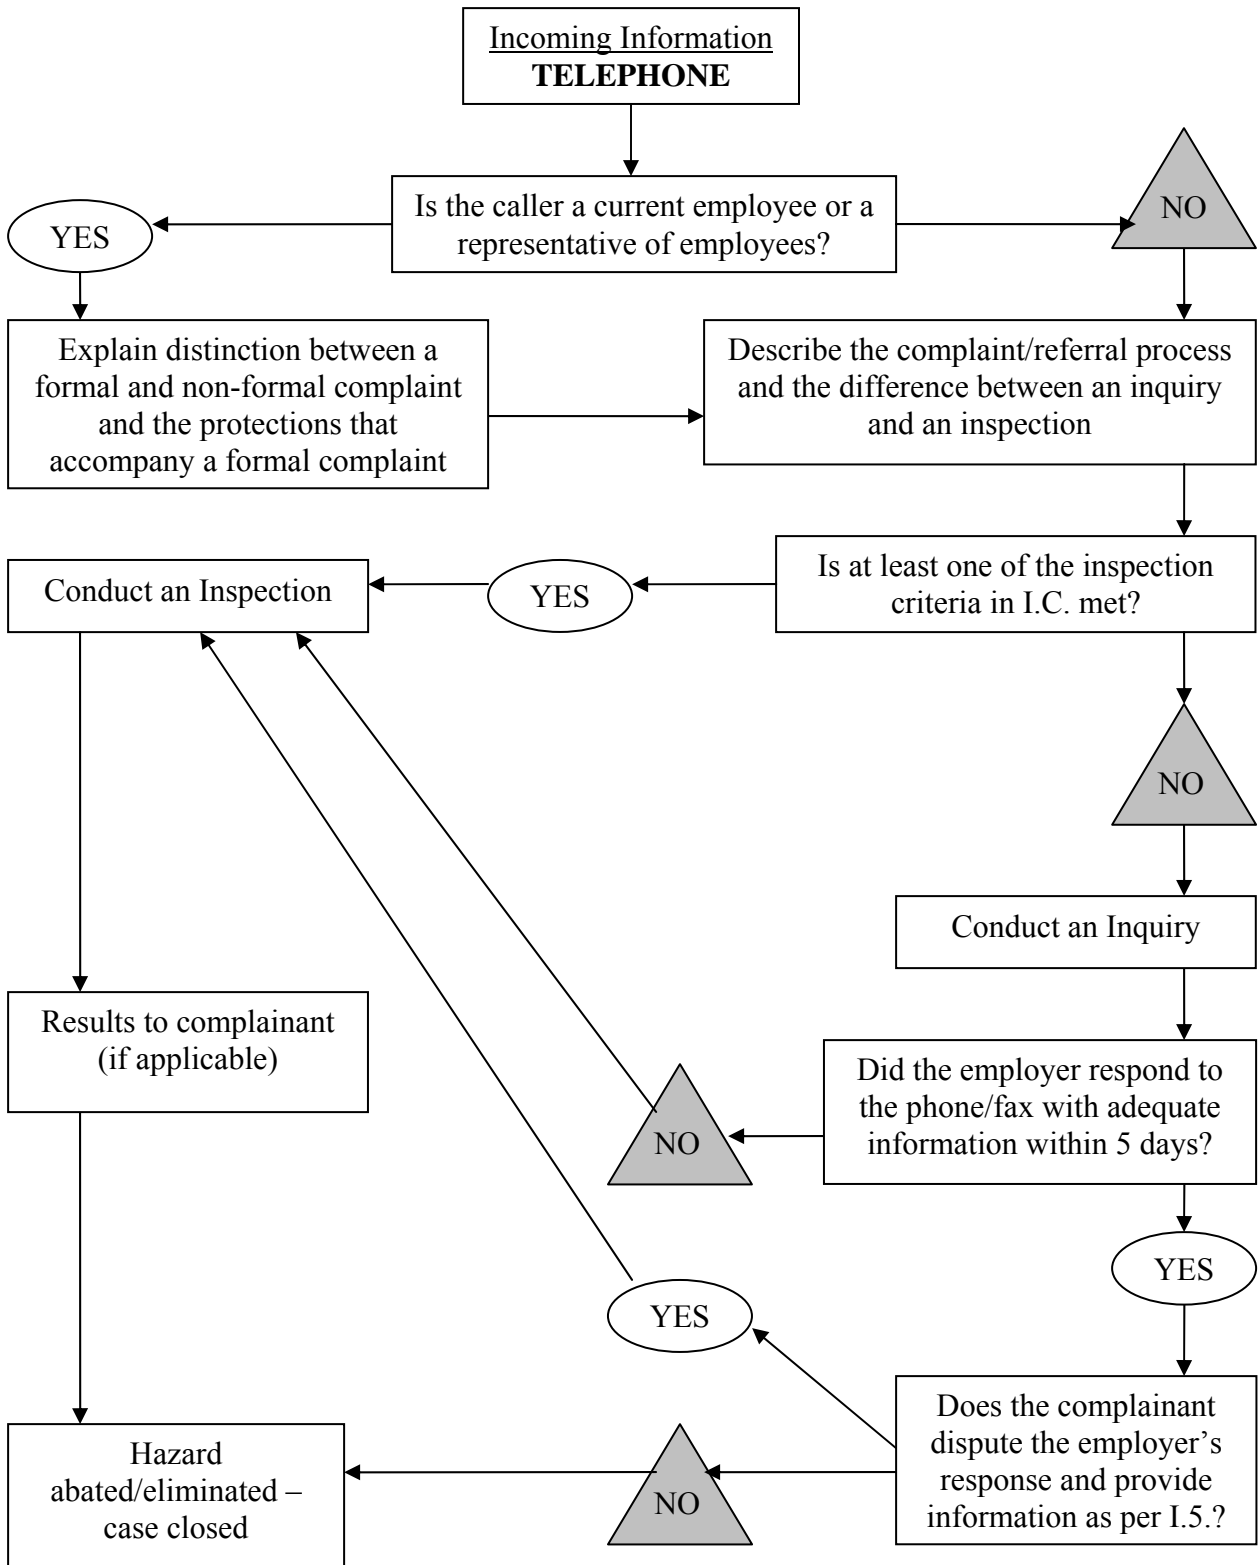 Incoming Information
TELEPHONE
Is the caller a current employee or a
representative of employees?
YES
NO
Explain distinction between a
formal and non-formal complaint
and the protections that
accompany a formal complaint
Describe the complaint/referral process
and the difference between an inquiry
and an inspection
Is at least one of the inspection
criteria in I.C. met?
YES
Conduct an Inspection
NO
Conduct an Inquiry
Results to complainant
(if applicable)
Did the employer respond to
the phone/fax with adequate
information within 5 days?
NO
YES
YES
Does the complainant
dispute the employer’s
response and provide
information as per I.5.?
NO
Hazard
abated/eliminated –
case closed